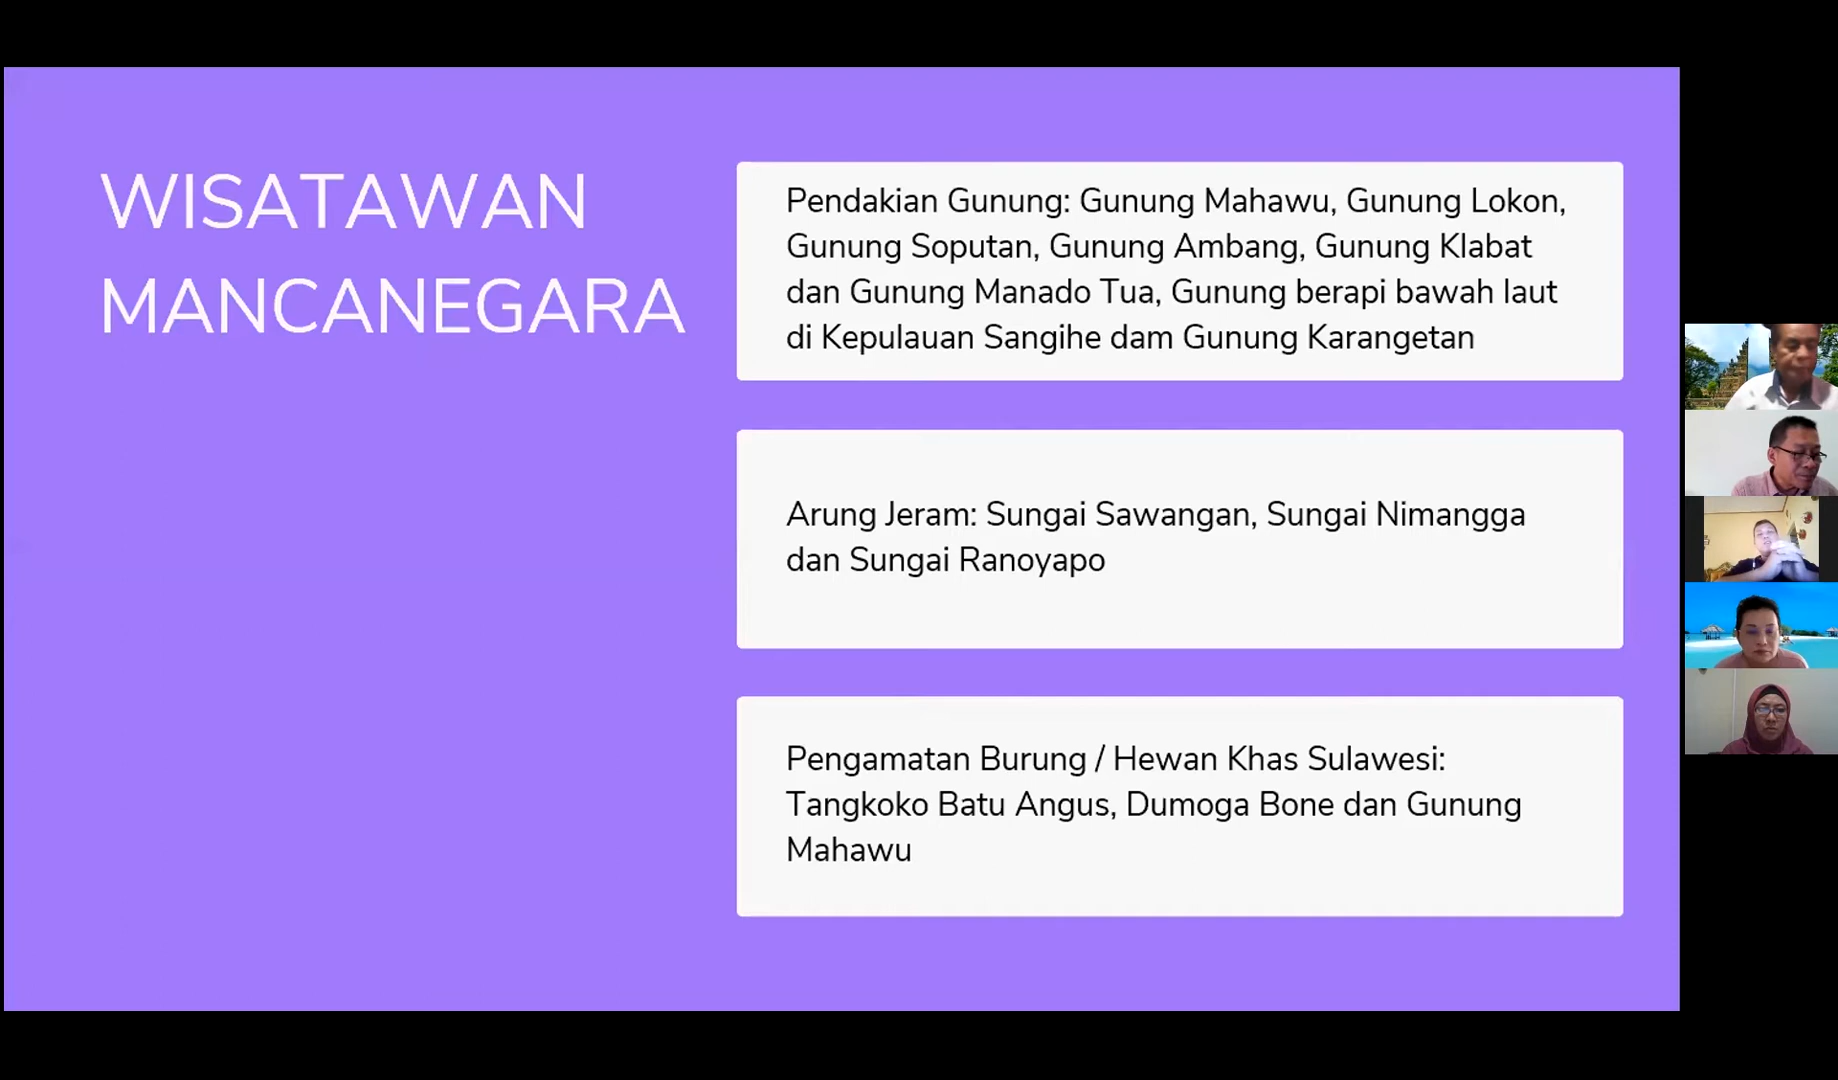 WISATAWAN
MANCANEGARA
Pendakian Gunung: Gunung Mahawu, Gunung Lokon,
Gunung Soputan, Gunung Ambang, Gunung Klabat
dan Gunung Manado Tua, Gunung berapi bawah laut
di Kepulauan Sangihe dam Gunung Karangetan
Arung Jeram: Sungai Sawangan, Sungai Nimangga
dan Sungai Ranoyapo
Pengamatan Burung / Hewan Khas Sulawesi:
Tangkoko Batu Angus, Dumoga Bone dan Gunung
Mahawu